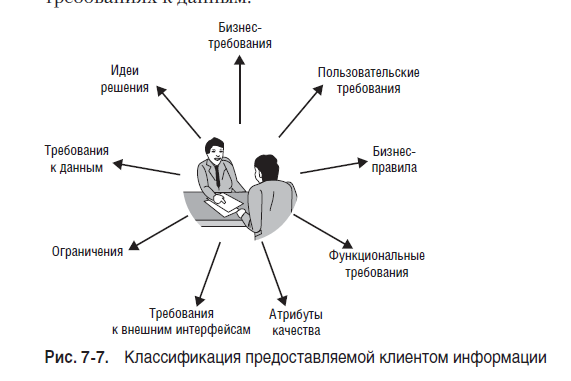 требованиях к данным.
Бизнес-
требования
Идеи
решения
Пользовательские
требования
Требования
к данным
Бизнес-
правила
Ограничения
Функциональные
требования
Требования
к внешним интерфейсам
Атрибуты
качества
Рис. 7-7. Классификация предоставляемой клиентом информации